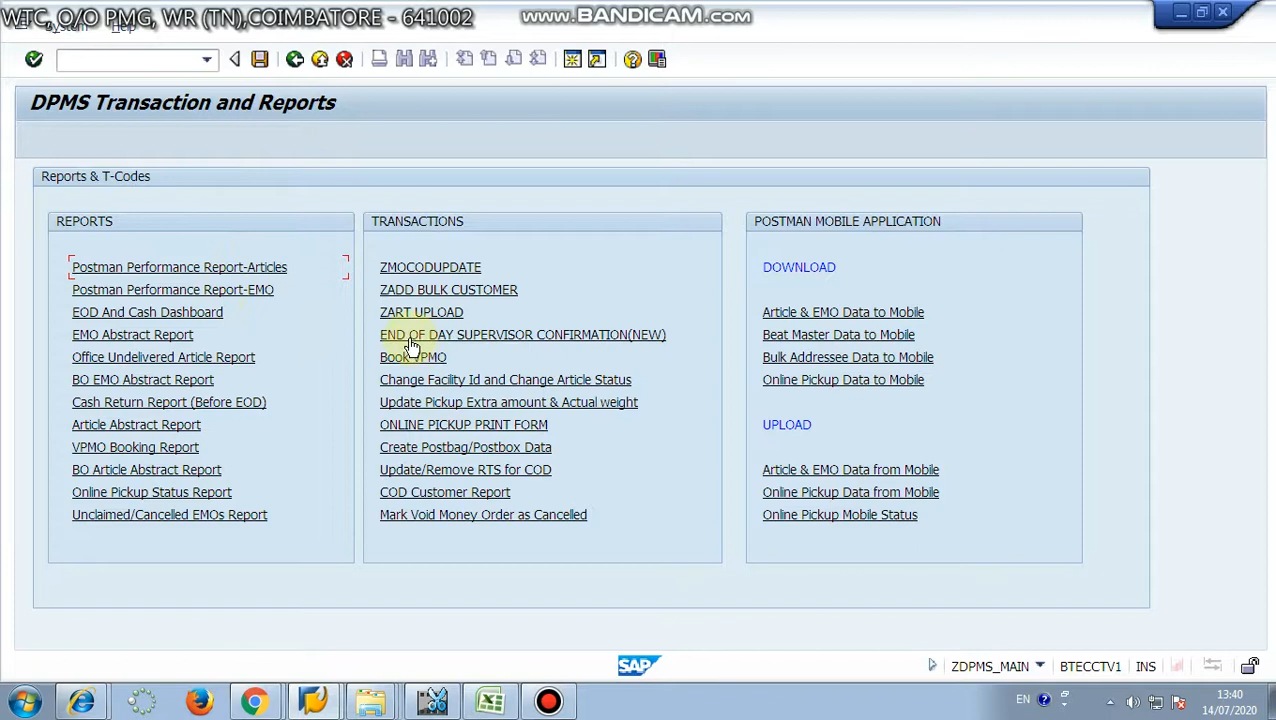 WTC, O/O PMG, WR (TN),COIMBATORE - 641002
www.BANDICAM.com
System Help
DPMS Transaction and Reports
Reports & T-Codes
REPORTS
Postman Performance Report-Articles
Postman Performance Report-EMO
EOD And Cash Dashboard
EMO Abstract Report
Office Undelivered Article Report
BO EMO Abstract Report
Cash Return Report (Before EOD)
Article Abstract Report
VPMO Booking Report
BO Article Abstract Report
Online Pickup Status Report
Unclaimed/Cancelled EMOs Report
TRANSACTIONS
ZMOCODUPDATE
ZADD BULK CUSTOMER
ZART UPLOAD
END OF DAY SUPERVISOR CONFIRMATION(NEW)
Book VPMO
Change Facility Id and Change Article Status
Update Pickup Extra amount & Actual weight
ONLINE PICKUP PRINT FORM
Create Postbag/Postbox Data
Update/Remove RTS for COD
COD Customer Report
Mark Void Money Order as Cancelled
POSTMAN MOBILE APPLICATION
DOWNLOAD
Article & EMO Data to Mobile
Beat Master Data to Mobile
Bulk Addressee Data to Mobile
Online Pickup Data to Mobile
UPLOAD
Article & EMO Data from Mobile
Online Pickup Data from Mobile
Online Pickup Mobile Status
SAP
ZDPMS_MAIN BTECCTV1 INS
EN
13:40
14/07/2020